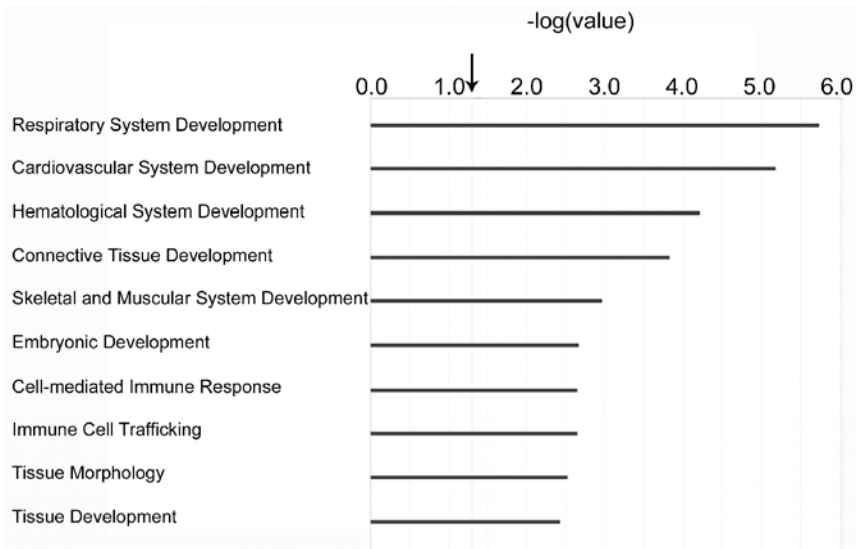 -log(value)
0.0 1.0 2.0 3.0 4.0 5.0 6.0
Respiratory System Development
Cardiovascular System Development
Hematological System Development
Connective Tissue Development
Skeletal and Muscular System Development
Embryonic Development
Cell-mediated Immune Response
Immune Cell Trafficking
Tissue Morphology
Tissue Development